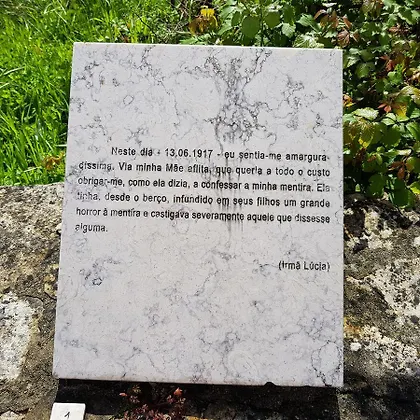 Neste dia - 13.06.1917 - eu sentia-me amargura-
díssima. Via minha Mãe aflita, que queria a todo o custo
obrigar-me, como ela dizia, a confessar a minha mentira. Ela
tinha, desde o berço, infundido em seus filhos um grande
horror à mentira e castigava severamente aquele que dissesse
alguma.
(Irmã Lúcia)
1